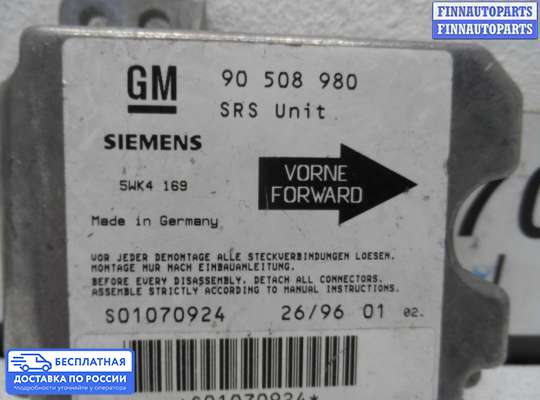 FINNAUTOPARTS
FINNAUTOPARTS
GM
90 508 980
SRS Unit
SIEMENS
5WK4 169
VORNE
FORWARD
Made in Germany
VOR JEDER DEMONTAGE ALLE STECKVERBINDUNGEN LOESEN.
MONTAGE NUR NACH EINBAUANLEITUNG.
BEFORE EVERY DISASSEMBLY, DETACH ALL CONNECTORS.
ASSEMBLE STRICTLY ACCORDING TO MANUAL INSTRUCTIONS.
S01070924 26/96 01 02.
*S01070924*
БЕСПЛАТНАЯ
ДОСТАВКА ПО РОССИИ